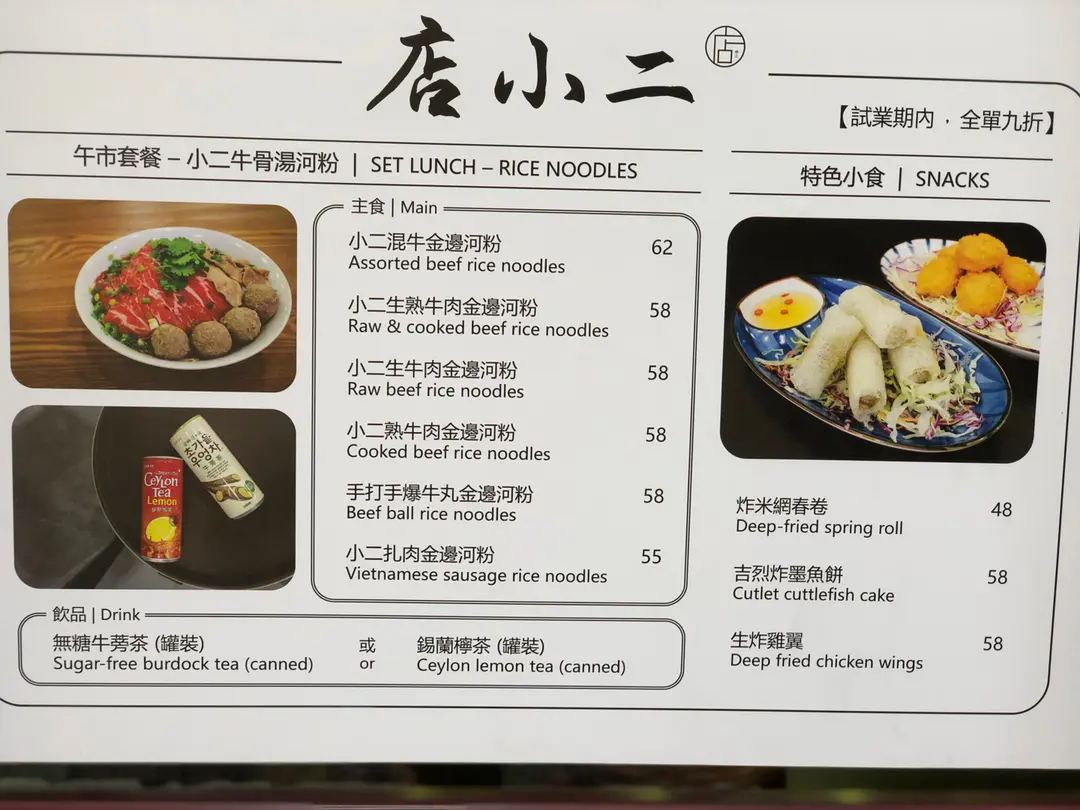 店小二
店
【試業期內，全單九折】
午市套餐 – 小二牛骨湯河粉 | SET LUNCH – RICE NOODLES
主食 | Main
小二混牛金邊河粉 62
Assorted beef rice noodles
小二生熟牛肉金邊河粉 58
Raw & cooked beef rice noodles
小二生牛肉金邊河粉 58
Raw beef rice noodles
小二熟牛肉金邊河粉 58
Cooked beef rice noodles
手打手爆牛丸金邊河粉 58
Beef ball rice noodles
小二扎肉金邊河粉 55
Vietnamese sausage rice noodles
초가을
우엉차
牛蒡茶
Ceylon
Tea
Lemon
飲品 | Drink
無糖牛蒡茶 (罐裝) 或 錫蘭檸茶 (罐裝)
Sugar-free burdock tea (canned) or Ceylon lemon tea (canned)
特色小食 | SNACKS
炸米網春卷 48
Deep-fried spring roll
吉烈炸墨魚餅 58
Cutlet cuttlefish cake
生炸雞翼 58
Deep fried chicken wings